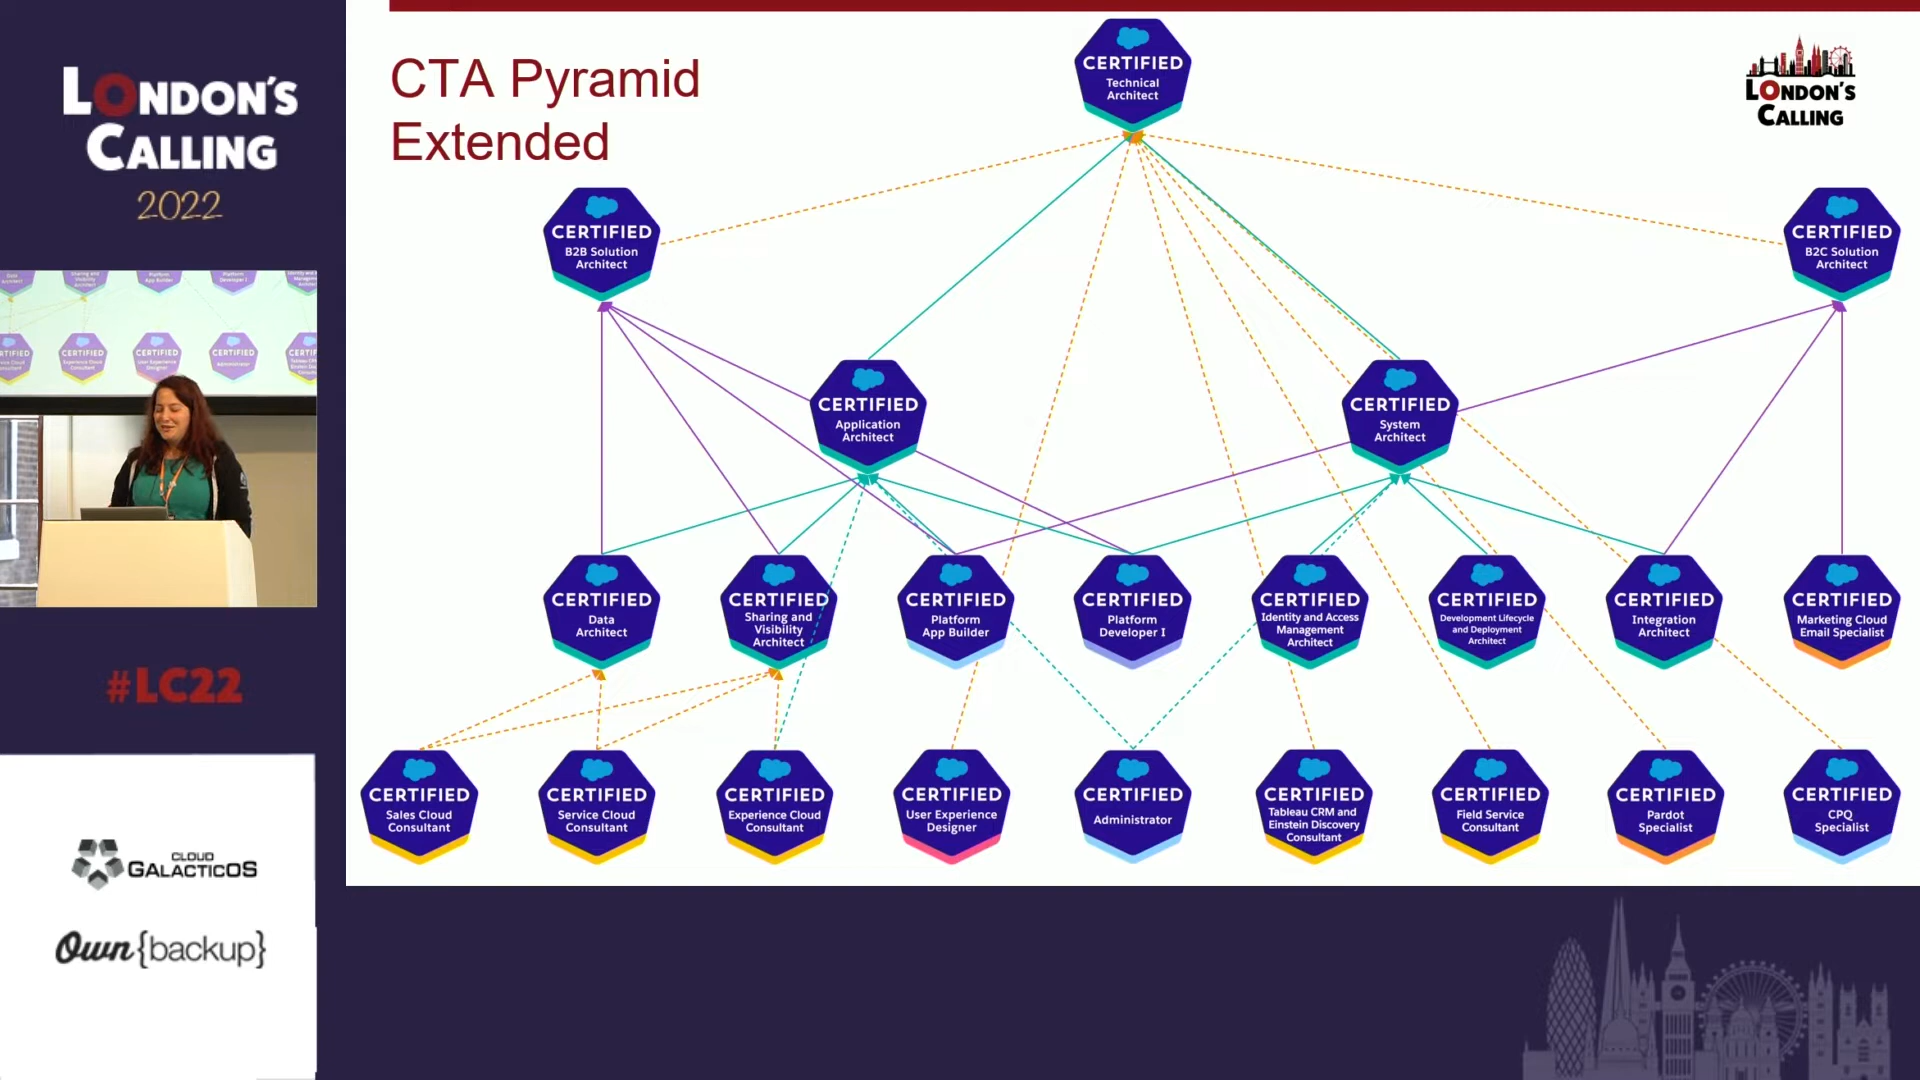 LONDON'S
CALLING
2022
#LC22
CLOUD
GALACTICOS
Own{backup}
CTA Pyramid
Extended
LONDON'S
CALLING
CERTIFIED
Technical
Architect
CERTIFIED
B2B Solution
Architect
CERTIFIED
B2C Solution
Architect
CERTIFIED
Application
Architect
CERTIFIED
System
Architect
CERTIFIED
Data
Architect
CERTIFIED
Sharing and
Visibility
Architect
CERTIFIED
Platform
App Builder
CERTIFIED
Platform
Developer I
CERTIFIED
Identity and Access
Management
Architect
CERTIFIED
Development Lifecycle
and Deployment
Architect
CERTIFIED
Integration
Architect
CERTIFIED
Marketing Cloud
Email Specialist
CERTIFIED
Sales Cloud
Consultant
CERTIFIED
Service Cloud
Consultant
CERTIFIED
Experience Cloud
Consultant
CERTIFIED
User Experience
Designer
CERTIFIED
Administrator
CERTIFIED
Tableau CRM and
Einstein Discovery
Consultant
CERTIFIED
Field Service
Consultant
CERTIFIED
Pardot
Specialist
CERTIFIED
CPQ
Specialist